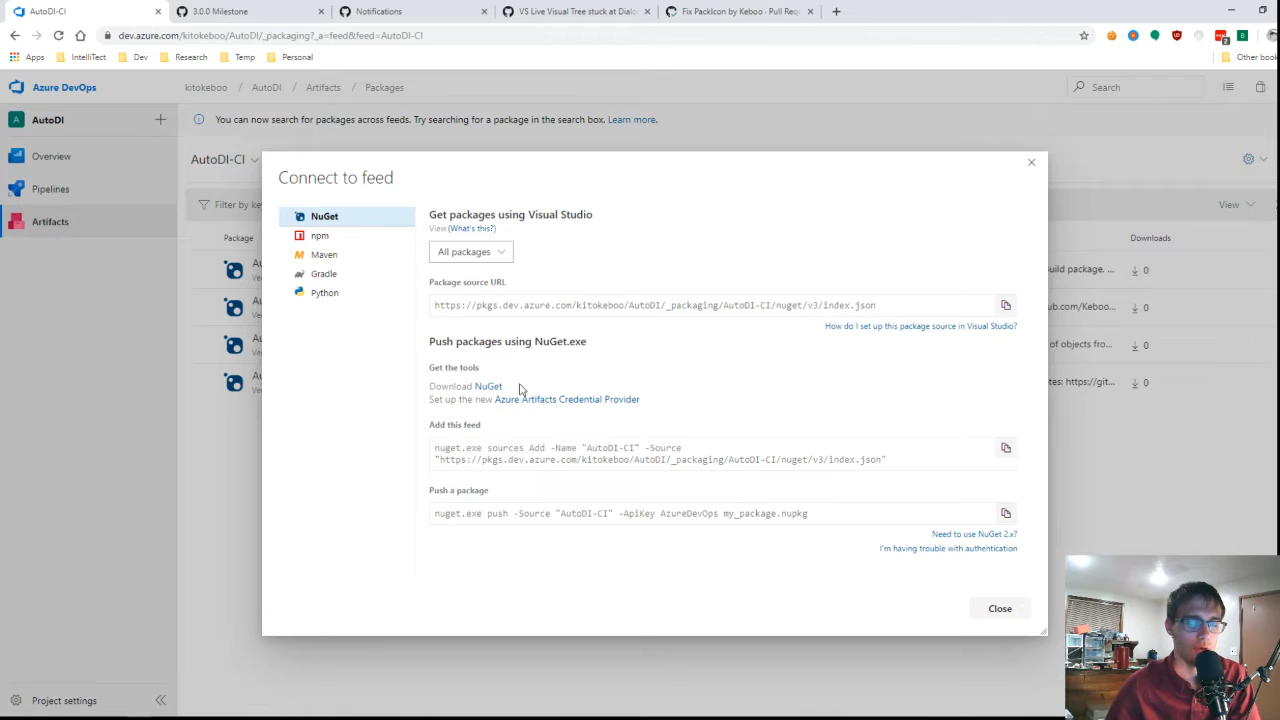 AutoDI-CI
3.0.0 Milestone
Notifications
VS Live Visual Tree stuck at Dialo
Fix PackIcon by Keboo · Pull Req
dev.azure.com/kitokeboo/AutoDI/_packaging?_a=feed&feed=AutoDI-CI
2
B
Apps
IntelliTect
Dev
Research
Temp
Personal
Other book
Azure DevOps
kitokeboo / AutoDI / Artifacts / Packages
Search
A
AutoDI
You can now search for packages across feeds. Try searching for a package in the search box. Learn more.
Overview
AutoDI-CI
Pipelines
Filter by key
View
Artifacts
Package
Downloads
uild package. ...
0
ub.com/Keboo...
0
of objects fro...
0
tes: https://git...
0
Connect to feed
NuGet
npm
Maven
Gradle
Python
Get packages using Visual Studio
View (What's this?)
All packages
Package source URL
https://pkgs.dev.azure.com/kitokeboo/AutoDI/_packaging/AutoDI-CI/nuget/v3/index.json
How do I set up this package source in Visual Studio?
Push packages using NuGet.exe
Get the tools
Download NuGet
Set up the new Azure Artifacts Credential Provider
Add this feed
nuget.exe sources Add -Name "AutoDI-CI" -Source
"https://pkgs.dev.azure.com/kitokeboo/AutoDI/_packaging/AutoDI-CI/nuget/v3/index.json"
Push a package
nuget.exe push -Source "AutoDI-CI" -ApiKey AzureDevOps my_package.nupkg
Need to use NuGet 2.x?
I'm having trouble with authentication
Close
Project settings